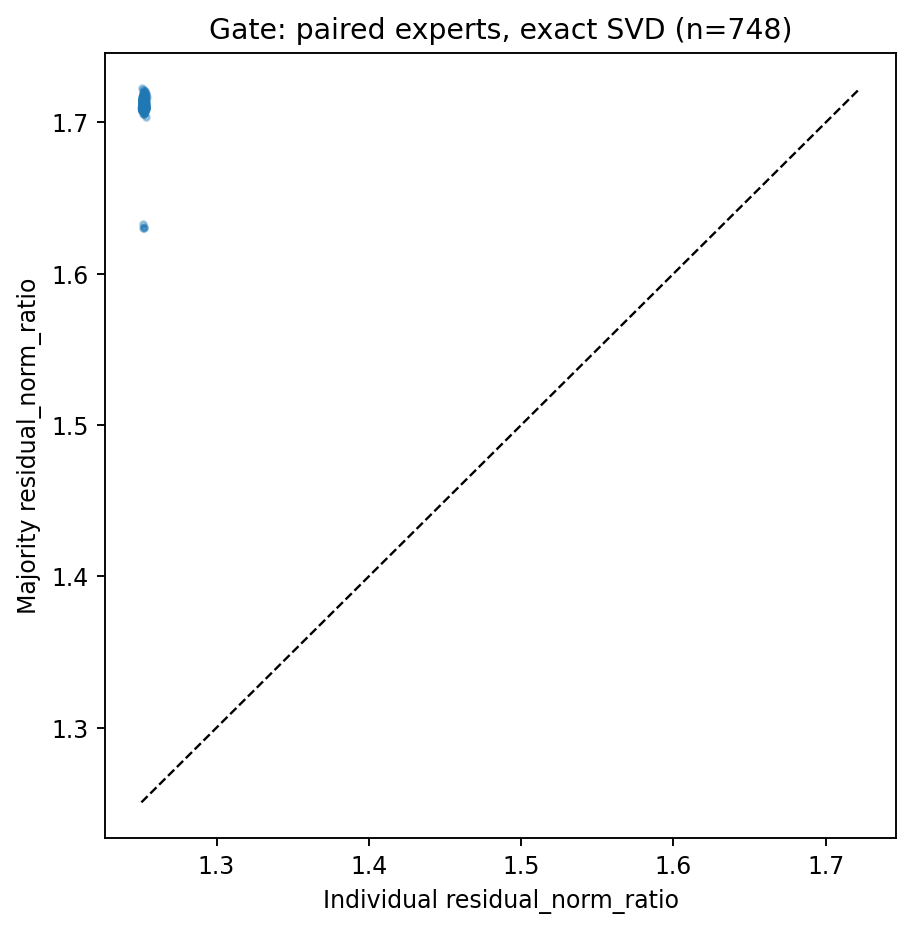 Gate: paired experts, exact SVD (n=748)
Majority residual_norm_ratio
1.7
1.6
1.5
1.4
1.3
1.3 1.4 1.5 1.6 1.7
Individual residual_norm_ratio